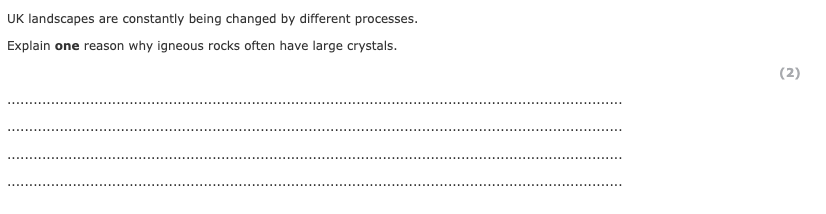 UK landscapes are constantly being changed by different processes.
Explain one reason why igneous rocks often have large crystals.
(2)